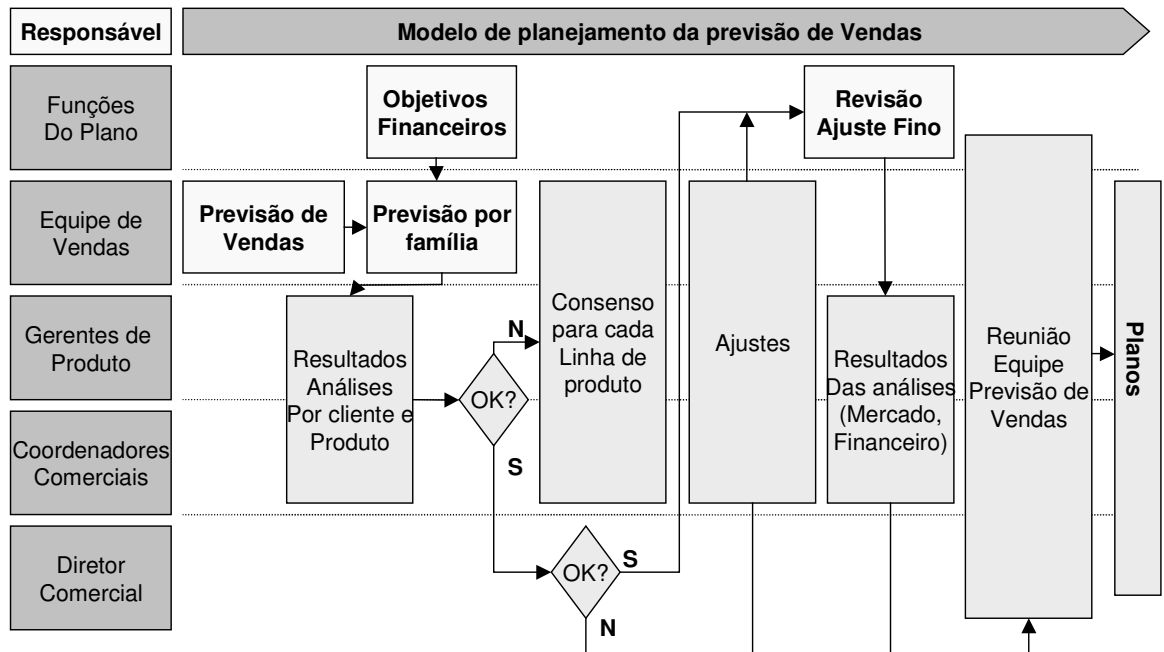 Responsável
Modelo de planejamento da previsão de Vendas
Funções
Do Plano
Objetivos
Financeiros
Revisão
Ajuste Fino
Equipe de
Vendas
Previsão de
Vendas
Previsão por
família
Gerentes de
Produto
Resultados
Análises
Por cliente e
Produto
OK?
N
S
Consenso
para cada
Linha de
produto
Ajustes
Resultados
Das análises
(Mercado,
Financeiro)
Reunião
Equipe
Previsão de
Vendas
Planos
Coordenadores
Comerciais
Diretor
Comercial
OK?
S
N